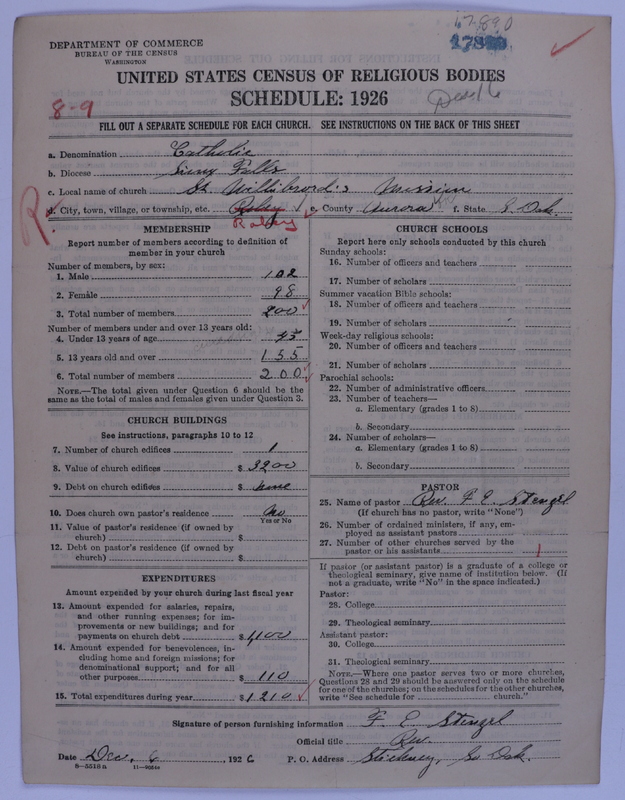 67-890
17890
DEPARTMENT OF COMMERCE
BUREAU OF THE CENSUS
WASHINGTON
UNITED STATES CENSUS OF RELIGIOUS BODIES
SCHEDULE: 1926
8-9
FILL OUT A SEPARATE SCHEDULE FOR EACH CHURCH. SEE INSTRUCTIONS ON THE BACK OF THIS SHEET
a. Denomination Catholic
b. Diocese Sioux Falls
c. Local name of church St. Willibrord's Mission
d. City, town, village, or township, etc. e. County Aurora f. State S. Dak.
R
MEMBERSHIP
Report number of members according to definition of
member in your church
Number of members, by sex:
1. Male 102
2. Female 98
3. Total number of members 200
Number of members under and over 13 years old:
4. Under 13 years of age 45
5. 13 years old and over 155
6. Total number of members 200
NOTE.—The total given under Question 6 should be the
same as the total of males and females given under Question 3.
CHURCH BUILDINGS
See instructions, paragraphs 10 to 12
7. Number of church edifices 1
8. Value of church edifices $ 3200
9. Debt on church edifices $ none
10. Does church own pastor's residence no
Yes or No
11. Value of pastor's residence (if owned by
church) $
12. Debt on pastor's residence (if owned by
church) $
EXPENDITURES
Amount expended by your church during last fiscal year
13. Amount expended for salaries, repairs,
and other running expenses; for im-
provements or new buildings; and for
payments on church debt $ 1100
14. Amount expended for benevolences, in-
cluding home and foreign missions; for
denominational support; and for all
other purposes $ 110
15. Total expenditures during year $ 1210
CHURCH SCHOOLS
Report here only schools conducted by this church
Sunday schools:
16. Number of officers and teachers
17. Number of scholars
Summer vacation Bible schools:
18. Number of officers and teachers
19. Number of scholars
Week-day religious schools:
20. Number of officers and teachers
21. Number of scholars
Parochial schools:
22. Number of administrative officers
23. Number of teachers—
a. Elementary (grades 1 to 8)
b. Secondary
24. Number of scholars—
a. Elementary (grades 1 to 8)
b. Secondary
PASTOR
25. Name of pastor Rev. F. E. Stengel
(If church has no pastor, write "None")
26. Number of ordained ministers, if any, em-
ployed as assistant pastors
27. Number of other churches served by the
pastor or his assistants 1
If pastor (or assistant pastor) is a graduate of a college or
theological seminary, give name of institution below. (If
not a graduate, write "No" in the space indicated.)
Pastor:
28. College
29. Theological seminary
Assistant pastor:
30. College
31. Theological seminary
NOTE.—Where one pastor serves two or more churches,
Questions 28 and 29 should be answered only on the schedule
for one of the churches; on the schedules for the other churches,
write "See schedule for church."
Signature of person furnishing information F. E. Stengel
Official title Rev.
Date Dec. 6, 1926 P. O. Address Stickney, So Dak.
8-5518a